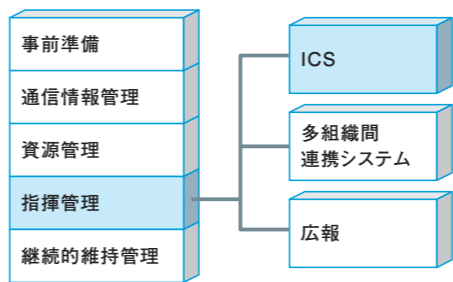 事前準備
通信情報管理
資源管理
指揮管理
継続的維持管理
ICS
多組織間
連携システム
広報